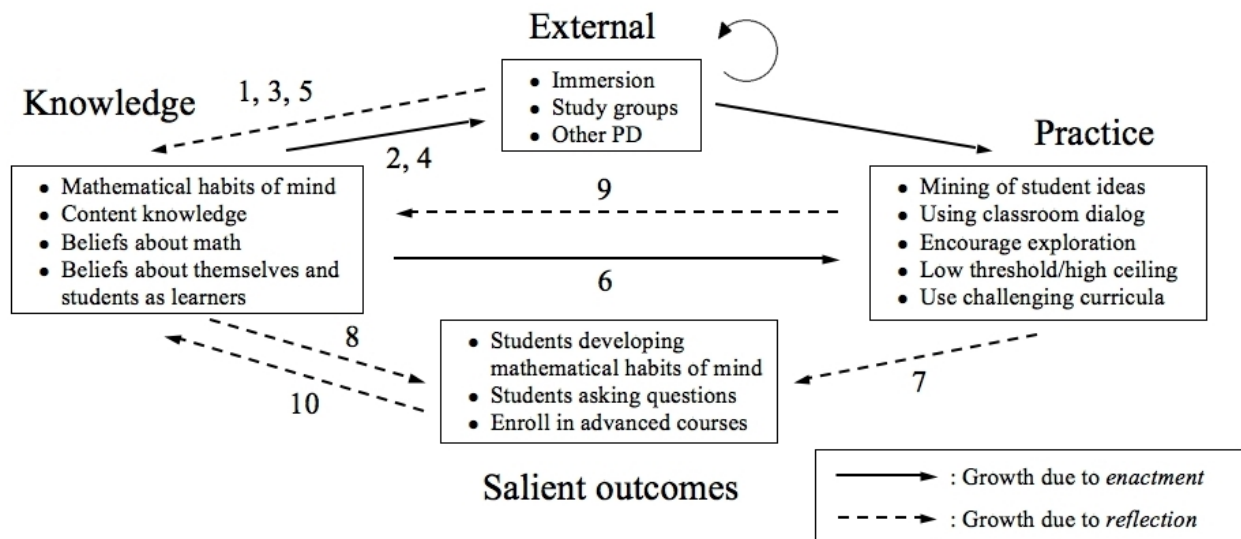 External
• Immersion
• Study groups
• Other PD
1, 3, 5
Knowledge
2, 4
Practice
• Mathematical habits of mind
• Content knowledge
• Beliefs about math
• Beliefs about themselves and
students as learners
9
6
• Mining of student ideas
• Using classroom dialog
• Encourage exploration
• Low threshold/high ceiling
• Use challenging curricula
8
10
• Students developing
mathematical habits of mind
• Students asking questions
• Enroll in advanced courses
7
Salient outcomes
: Growth due to enactment
: Growth due to reflection